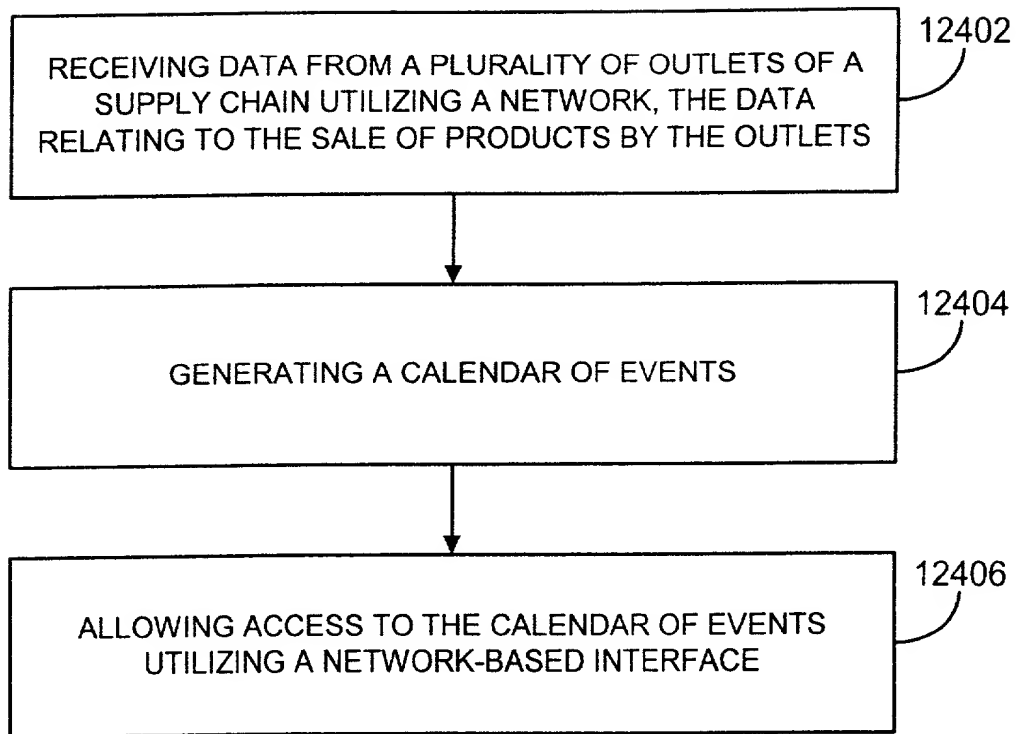 12402
RECEIVING DATA FROM A PLURALITY OF OUTLETS OF A
SUPPLY CHAIN UTILIZING A NETWORK, THE DATA
RELATING TO THE SALE OF PRODUCTS BY THE OUTLETS
12404
GENERATING A CALENDAR OF EVENTS
12406
ALLOWING ACCESS TO THE CALENDAR OF EVENTS
UTILIZING A NETWORK-BASED INTERFACE